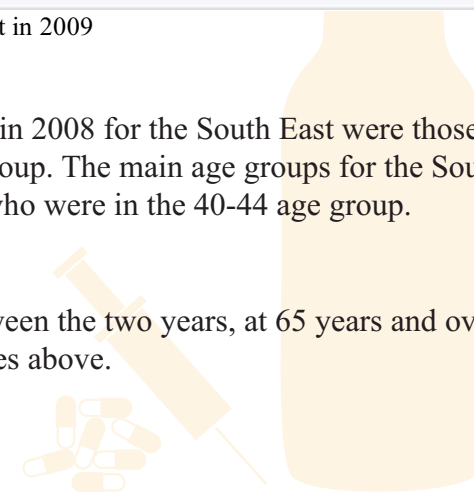 t in 2009
in 2008 for the South East were those
oup. The main age groups for the Sou
who were in the 40-44 age group.
ween the two years, at 65 years and ov
es above.